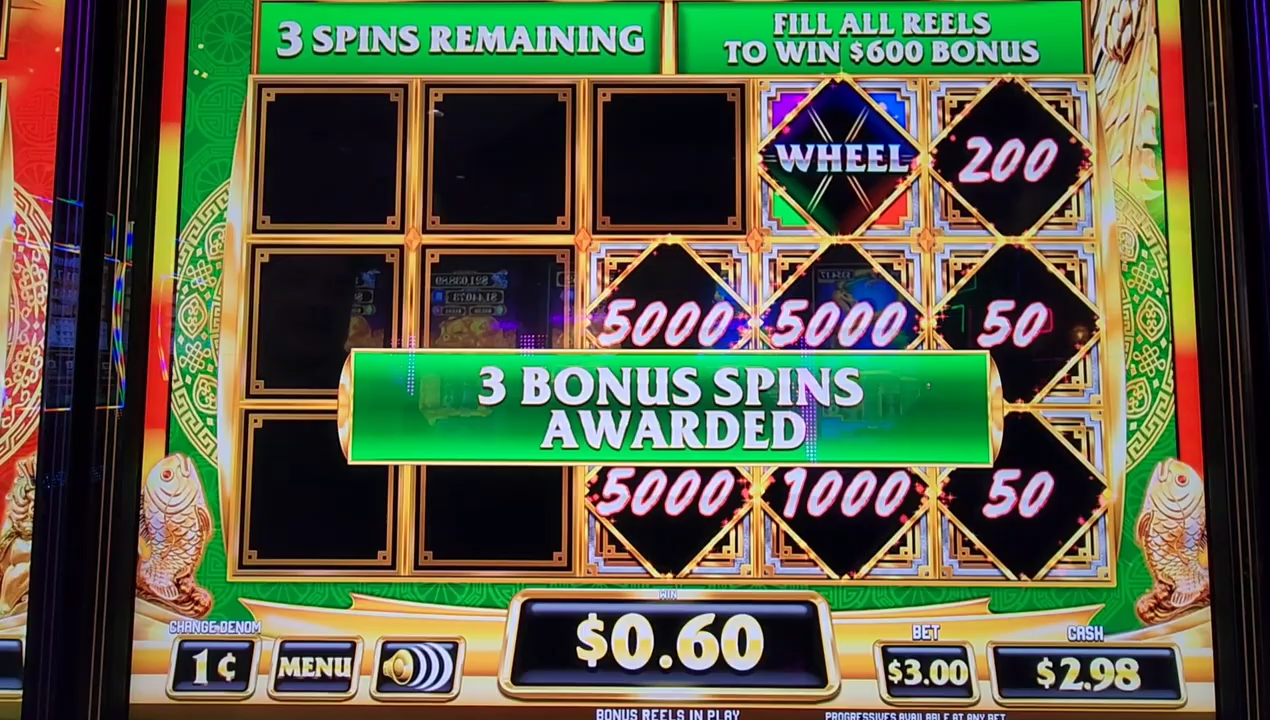 3 SPINS REMAINING
FILL ALL REELS
TO WIN $600 BONUS
WHEEL
200
5000
5000
50
3 BONUS SPINS
AWARDED
5000
1000
50
WIN
$0.60
CHANGE DENOM
1¢
MENU
BET
$3.00
CASH
$2.98
BONUS REELS IN PLAY
PROGRESSIVES AVAILABLE AT ANY BET